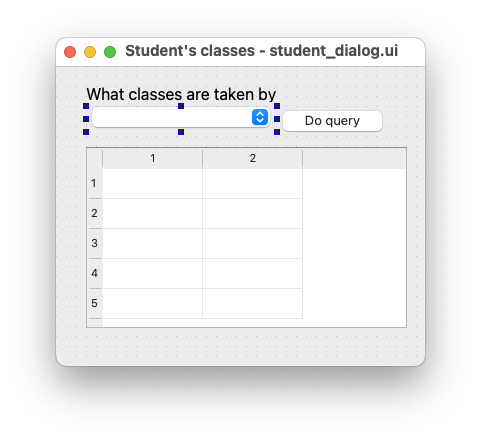 Student's classes - student_dialog.ui
What classes are taken by
Do query
1 2
1
2
3
4
5